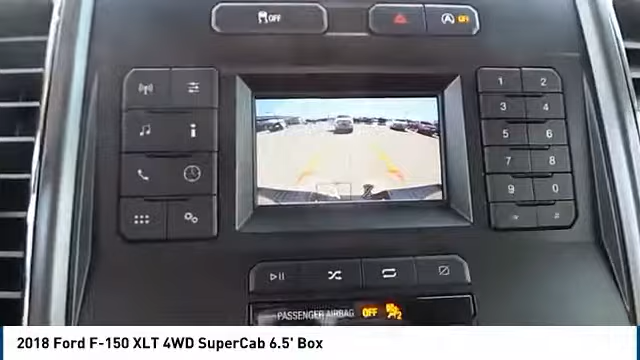 OFF
OFF
1 2
3 4
5 6
7 8
9 0
* #
PASSENGER AIRBAG OFF
2
2018 Ford F-150 XLT 4WD SuperCab 6.5' Box